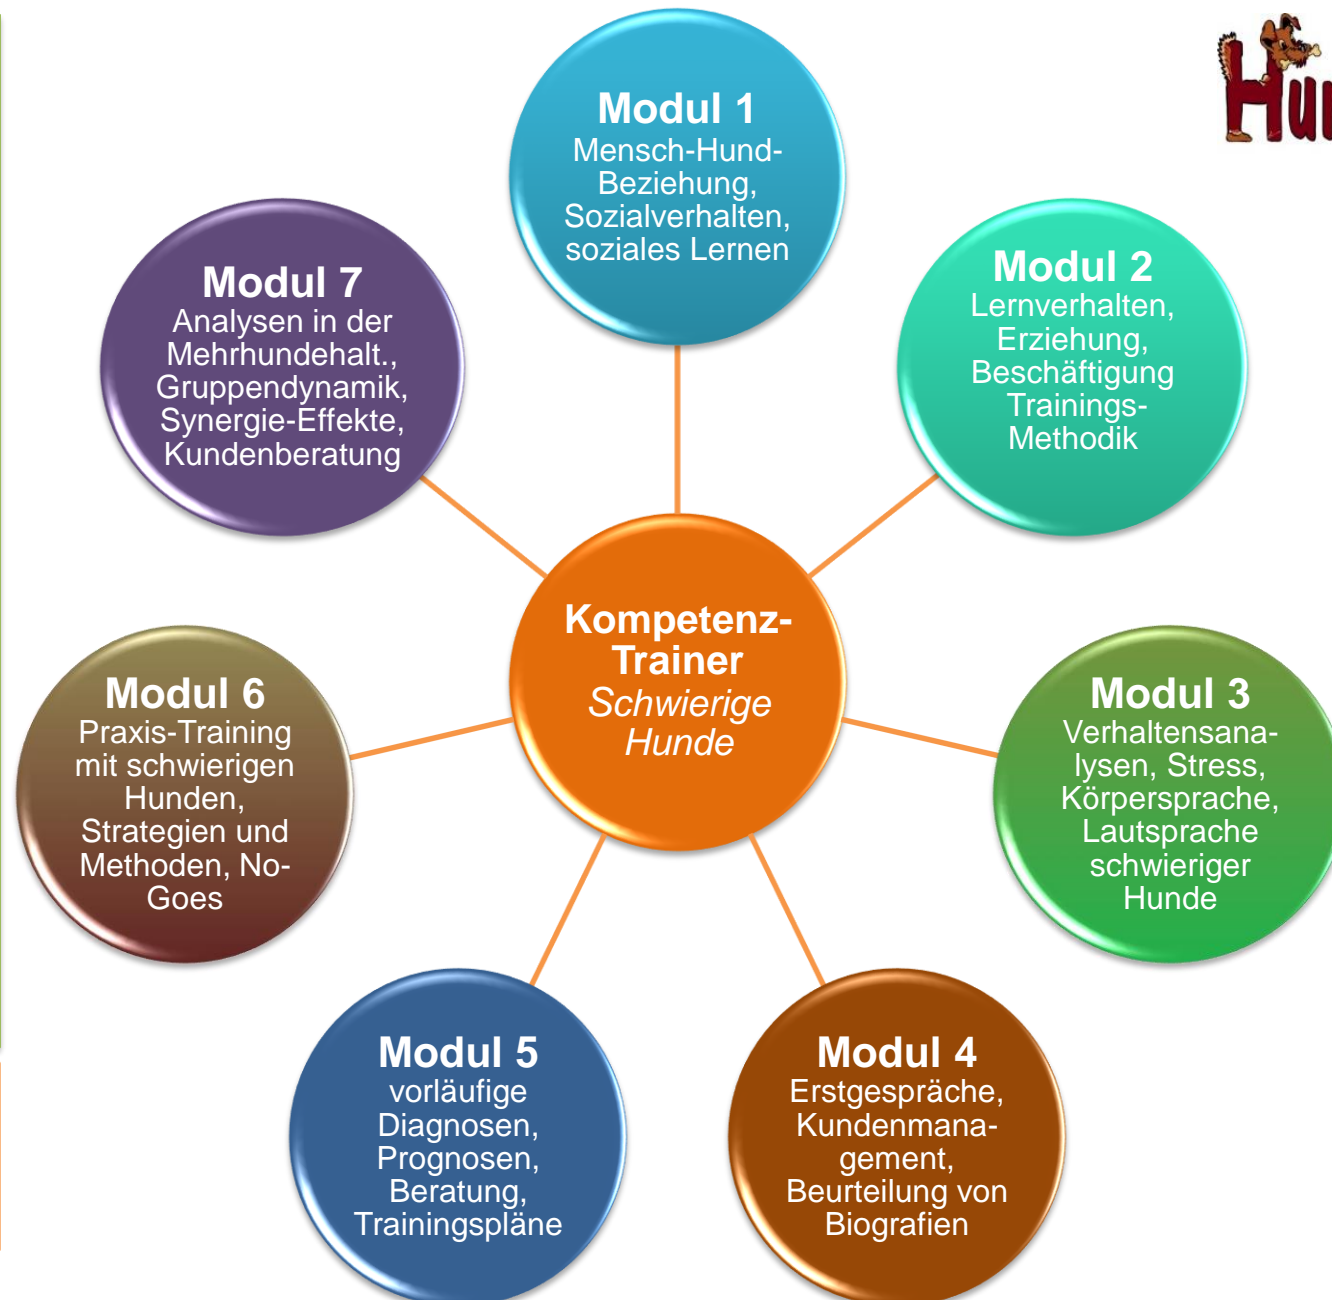 Modul 1
Mensch-Hund-
Beziehung,
Sozialverhalten,
soziales Lernen
Modul 2
Lernverhalten,
Erziehung,
Beschäftigung
Trainings-
Methodik
Modul 3
Verhaltensana-
lysen, Stress,
Körpersprache,
Lautsprache
schwieriger
Hunde
Modul 4
Erstgespräche,
Kundenmana-
gement,
Beurteilung von
Biografien
Modul 5
vorläufige
Diagnosen,
Prognosen,
Beratung,
Trainingspläne
Modul 6
Praxis-Training
mit schwierigen
Hunden,
Strategien und
Methoden, No-
Goes
Modul 7
Analysen in der
Mehrhundehalt.,
Gruppendynamik,
Synergie-Effekte,
Kundenberatung
Kompetenz-
Trainer
Schwierige
Hunde